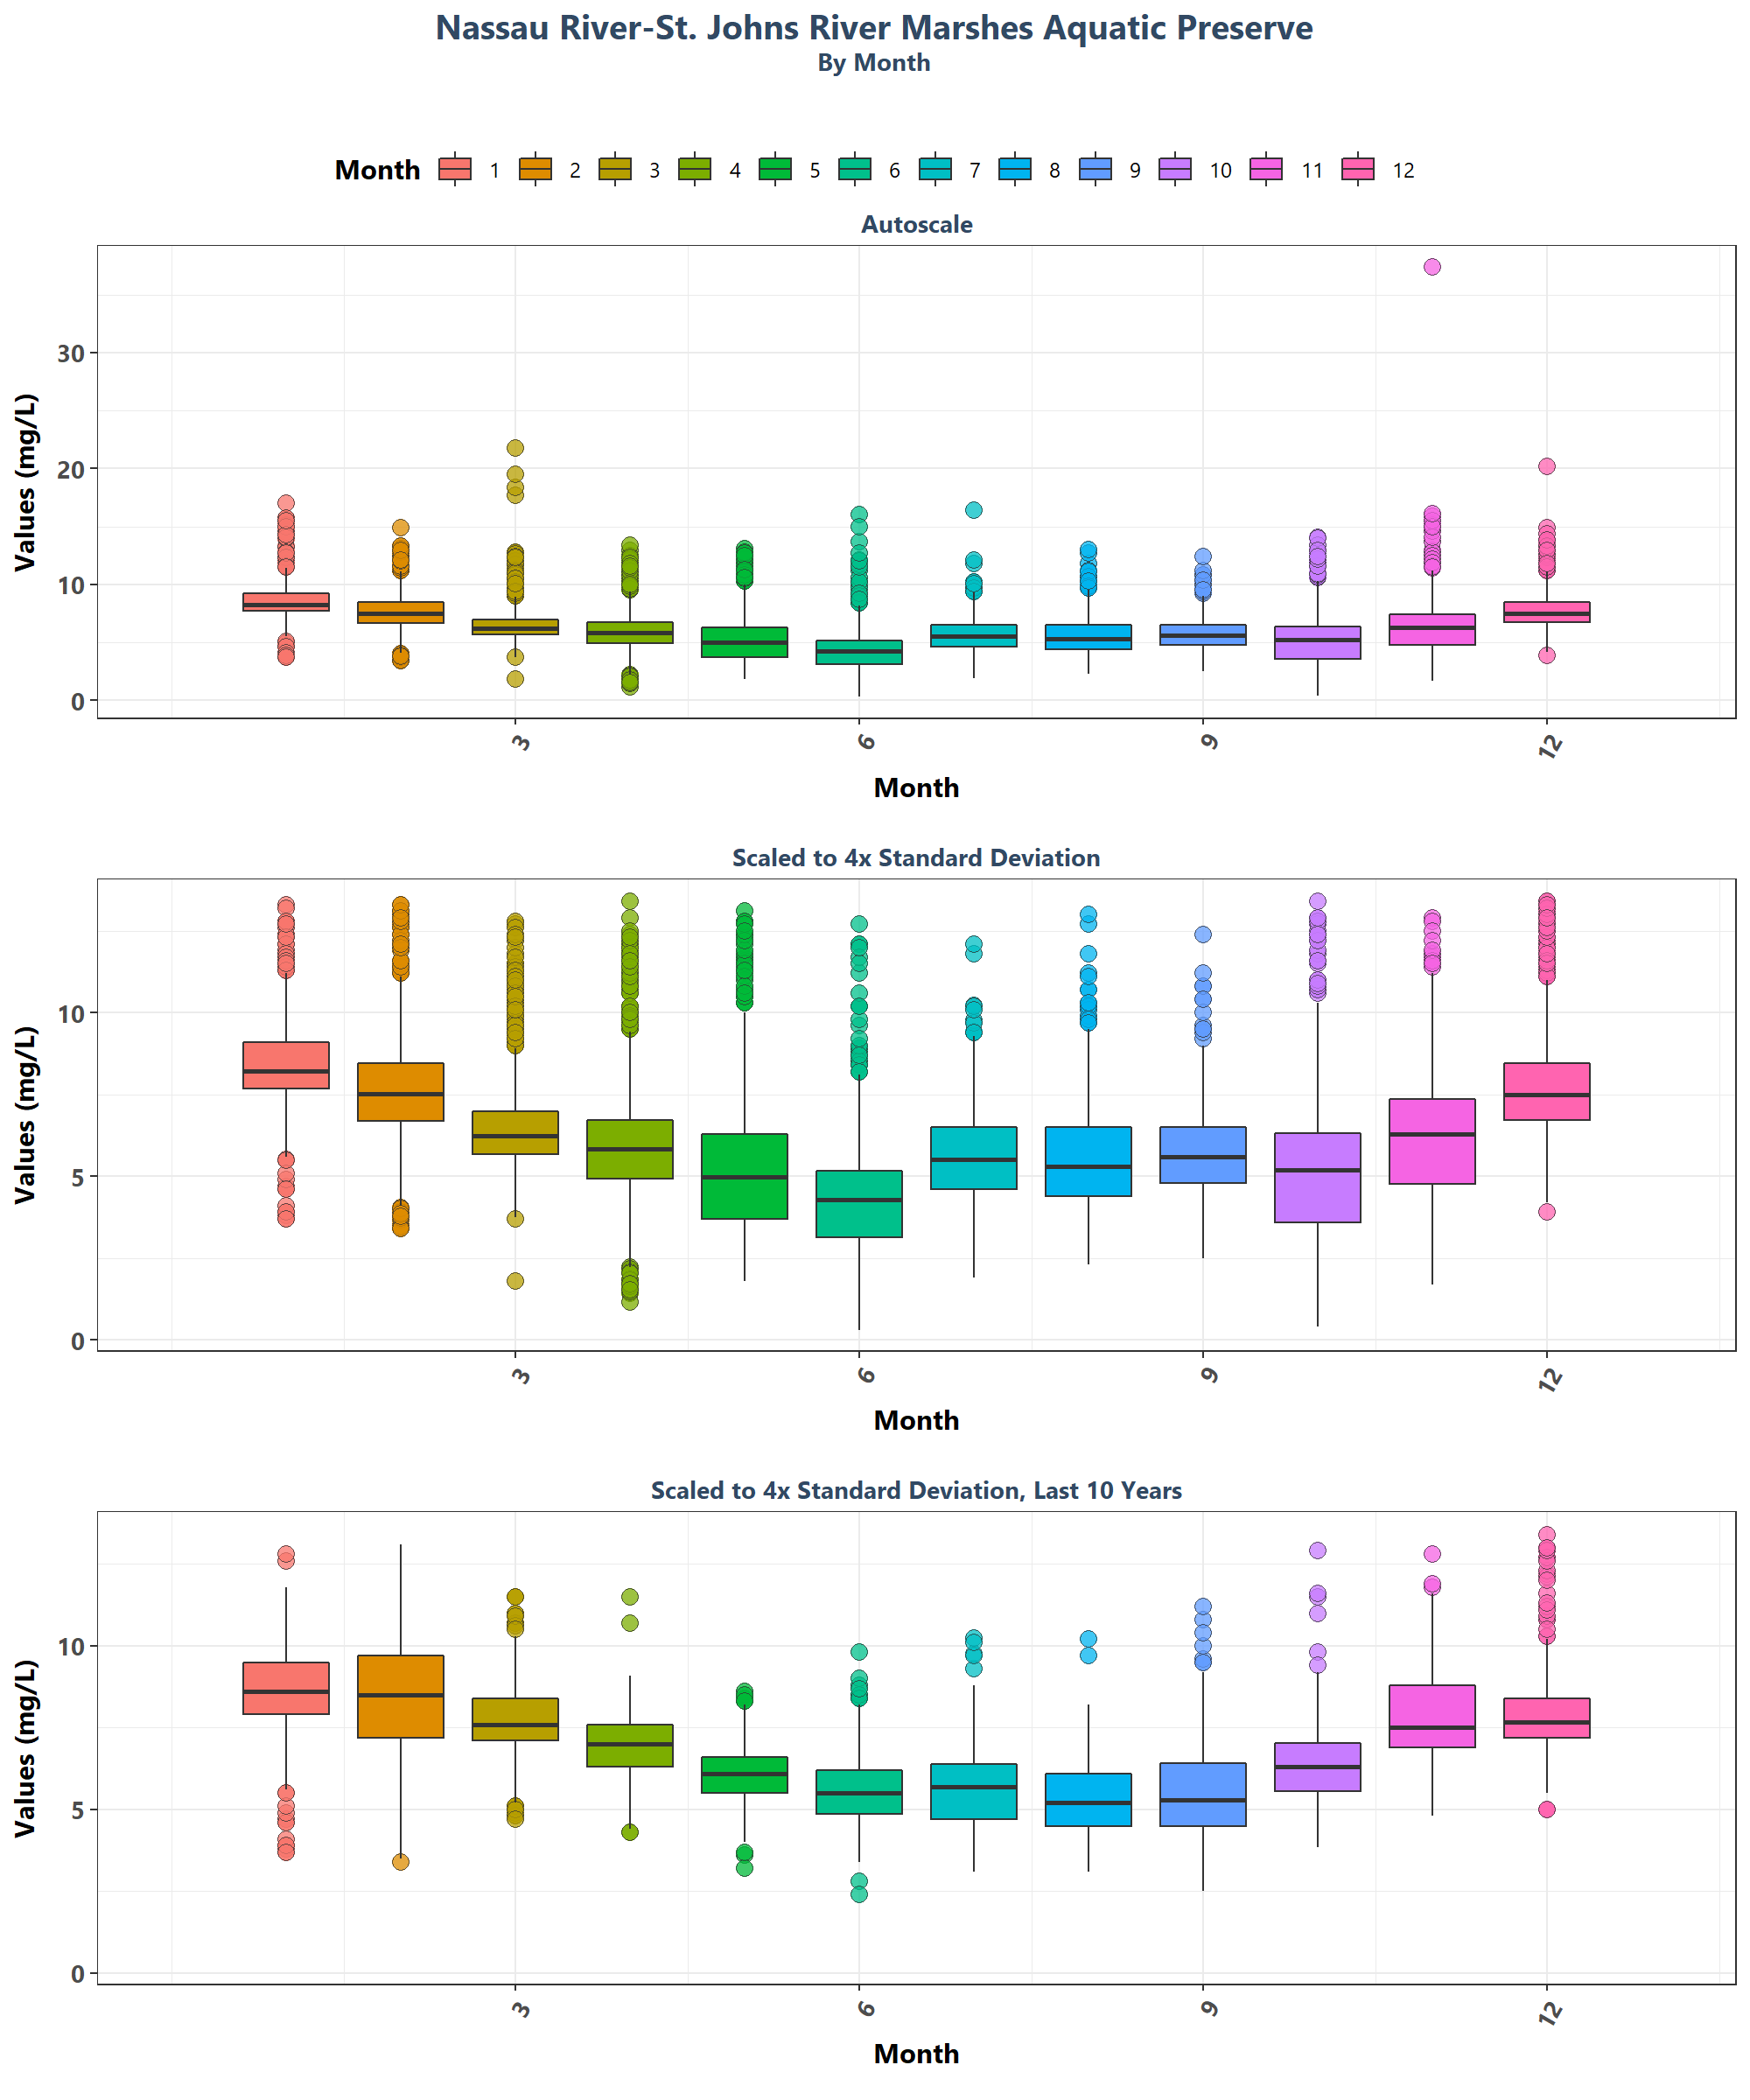 Nassau River-St. Johns River Marshes Aquatic Preserve
By Month
Month 1 2 3 4 5 6 7 8 9 10 11 12
Autoscale
Values (mg/L)
30
20
10
0
3 6 9 12
Month
Scaled to 4x Standard Deviation
Values (mg/L)
10
5
0
3 6 9 12
Month
Scaled to 4x Standard Deviation, Last 10 Years
Values (mg/L)
10
5
0
3 6 9 12
Month